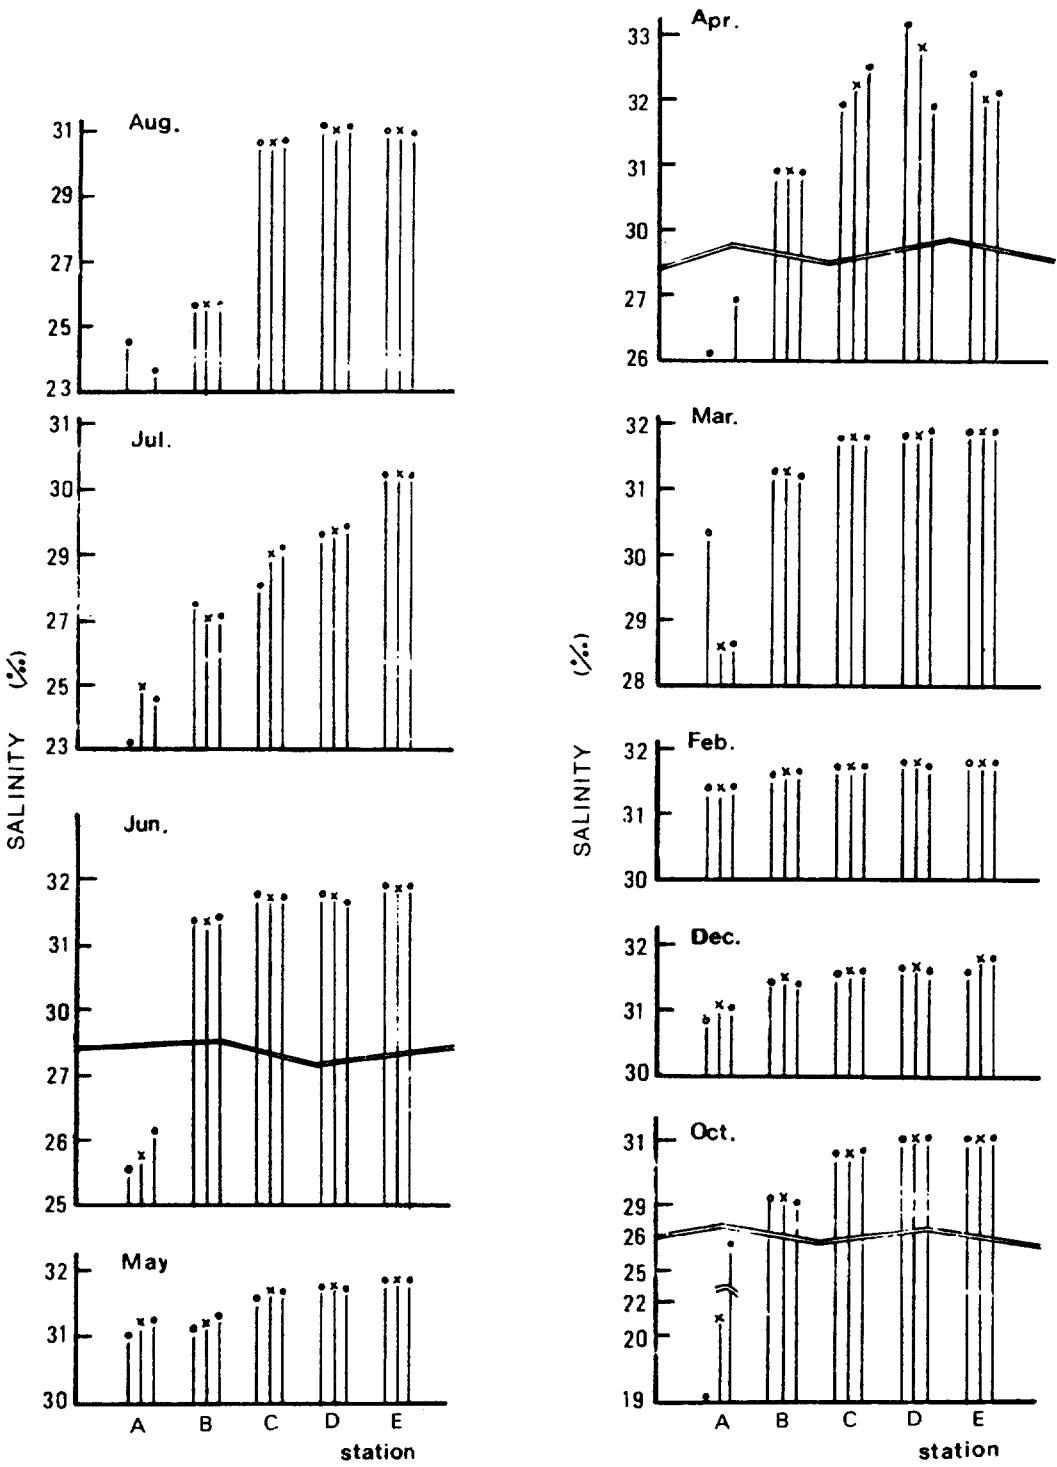 Aug.
31
29
27
25
23
Jul.
31
30
29
27
25
23
Jun.
32
31
30
27
26
25
May
32
31
30
A B C D E
station
SALINITY (‰)
Apr.
33
32
31
30
27
26
Mar.
32
31
30
29
28
Feb.
32
31
30
Dec.
32
31
30
Oct.
31
29
26
25
22
20
19
A B C D E
station
SALINITY (‰)